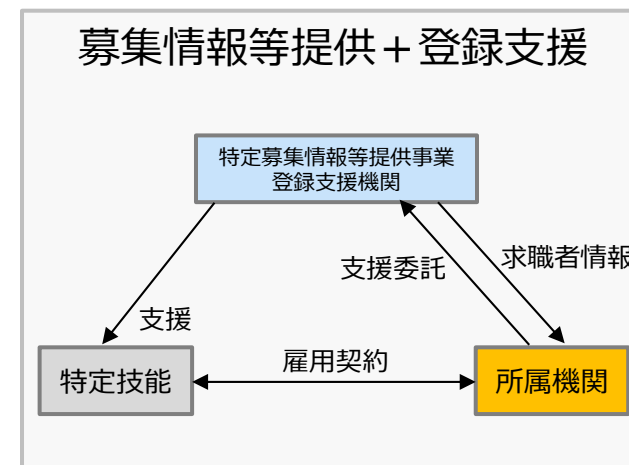 募集情報等提供＋登録支援
特定募集情報等提供事業
登録支援機関
支援委託
求職者情報
支援
雇用契約
特定技能
所属機関